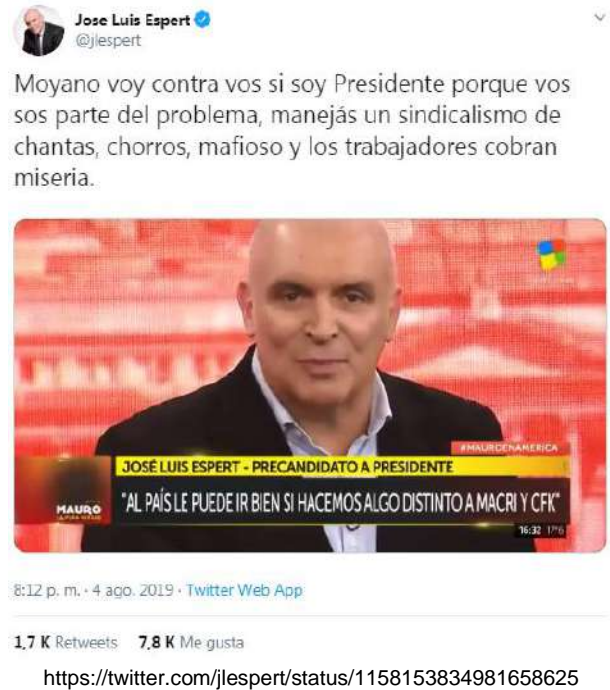 Jose Luis Espert
@jlespert
Moyano voy contra vos si soy Presidente porque vos
sos parte del problema, manejás un sindicalismo de
chantas, chorros, mafioso y los trabajadores cobran
miseria.
#MAUROENAMERICA
JOSÉ LUIS ESPERT - PRECANDIDATO A PRESIDENTE
MAURO
"AL PAÍS LE PUEDE IR BIEN SI HACEMOS ALGO DISTINTO A MACRI Y CFK"
16:32
8:12 p. m. · 4 ago. 2019 · Twitter Web App
1,7 K Retweets 7,8 K Me gusta
https://twitter.com/jlespert/status/1158153834981658625